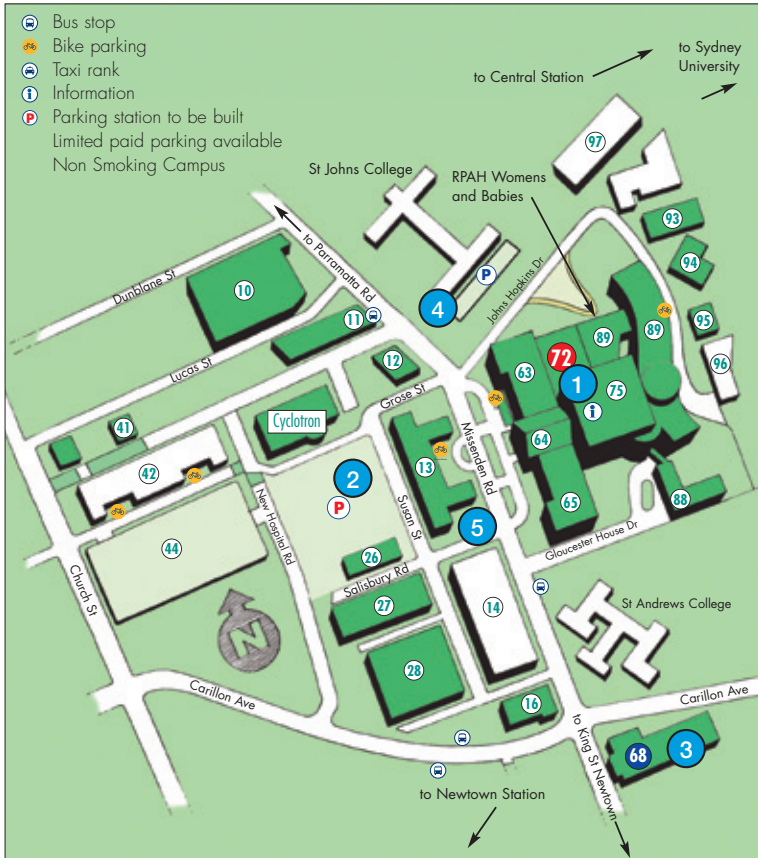 Bus stop
Bike parking
Taxi rank
i Information
P Parking station to be built
Limited paid parking available
Non Smoking Campus
to Sydney
University
to Central Station
97
St Johns College
RPAH Womens
and Babies
93
to Parramatta Rd
94
Dunblane St
10
P
Johns Hopkins Dr
4
11
89
89
95
12
72
63
1
96
Lucas St
75
Grose St
i
41
Cyclotron
64
42
13
Missenden Rd
2
P
65
88
New Hospital Rd
Susan St
5
44
26
Gloucester House Dr
Salisbury Rd
Church St
27
14
St Andrews College
N
28
Carillon Ave
16
Carillon Ave
68
3
to King St Newtown
to Newtown Station